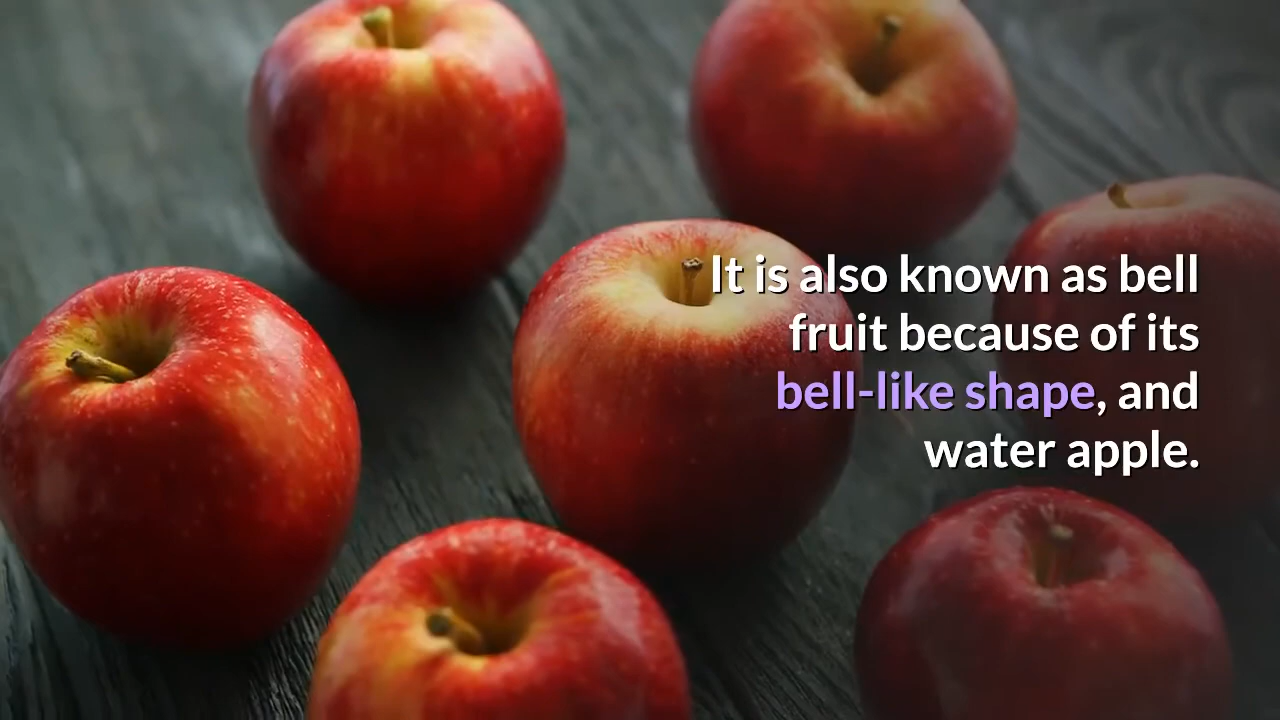 It is also known as bell
fruit because of its
bell-like shape, and
water apple.